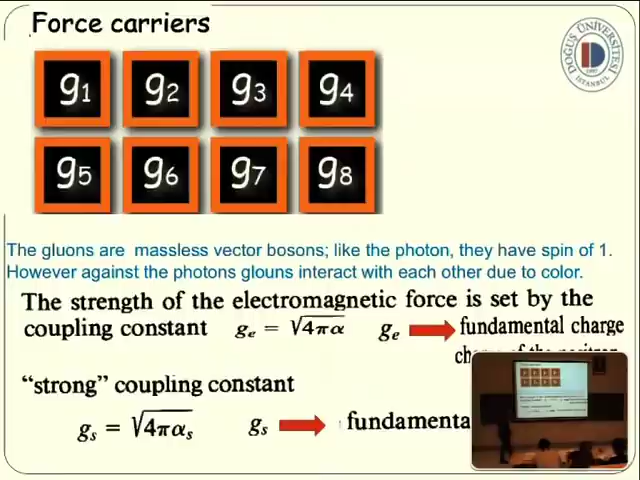 Force carriers
g1 g2 g3 g4
g5 g6 g7 g8
DOĞUŞ ÜNİVERSİTESİ
İSTANBUL
The gluons are massless vector bosons; like the photon, they have spin of 1.
However against the photons glouns interact with each other due to color.
The strength of the electromagnetic force is set by the
coupling constant gₑ = √4πα gₑ fundamental charge
“strong” coupling constant
gₛ = √4παₛ gₛ fundamenta